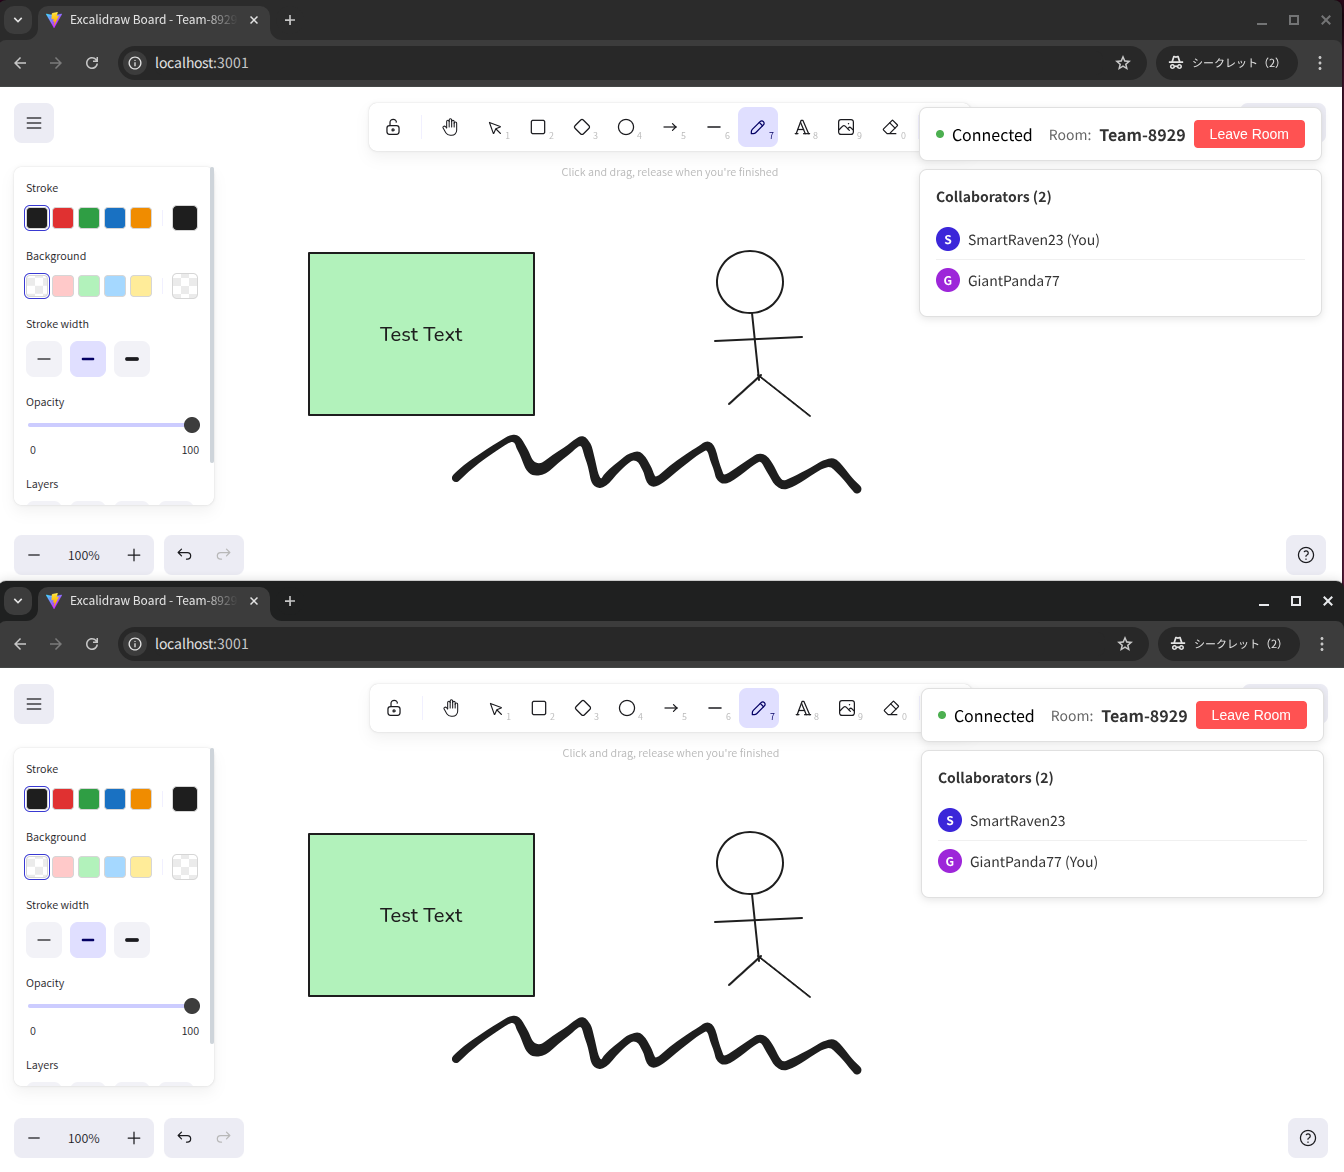 Excalidraw Board - Team-8929
localhost:3001
シークレット（2）
1
2
3
4
5
6
7
8
9
0
Connected Room: Team-8929 Leave Room
Click and drag, release when you're finished
Collaborators (2)
S SmartRaven23 (You)
G GiantPanda77
Stroke
Background
Stroke width
Opacity
0 100
Layers
Test Text
100%
Excalidraw Board - Team-8929
localhost:3001
シークレット（2）
1
2
3
4
5
6
7
8
9
0
Connected Room: Team-8929 Leave Room
Click and drag, release when you're finished
Collaborators (2)
S SmartRaven23
G GiantPanda77 (You)
Stroke
Background
Stroke width
Opacity
0 100
Layers
Test Text
100%